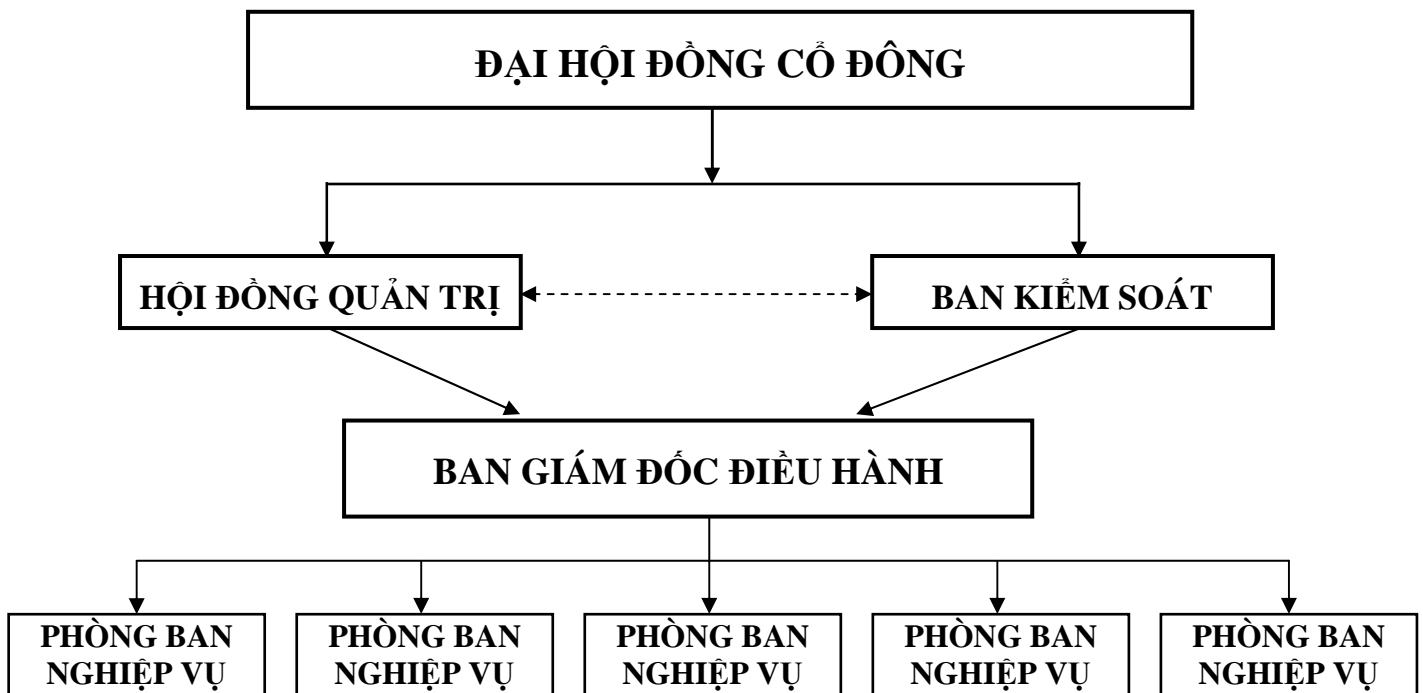 ĐẠI HỘI ĐỒNG CỔ ĐÔNG
HỘI ĐỒNG QUẢN TRỊ
BAN KIỂM SOÁT
BAN GIÁM ĐỐC ĐIỀU HÀNH
PHÒNG BAN
NGHIỆP VỤ
PHÒNG BAN
NGHIỆP VỤ
PHÒNG BAN
NGHIỆP VỤ
PHÒNG BAN
NGHIỆP VỤ
PHÒNG BAN
NGHIỆP VỤ